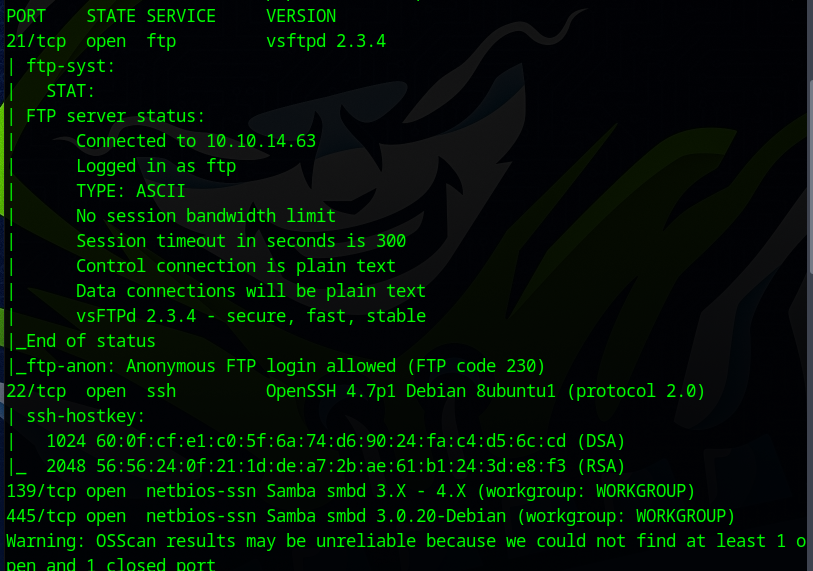 PORT    STATE SERVICE     VERSION
21/tcp  open  ftp         vsftpd 2.3.4
| ftp-syst:
|   STAT:
| FTP server status:
|      Connected to 10.10.14.63
|      Logged in as ftp
|      TYPE: ASCII
|      No session bandwidth limit
|      Session timeout in seconds is 300
|      Control connection is plain text
|      Data connections will be plain text
|      vsFTPd 2.3.4 - secure, fast, stable
|_End of status
|_ftp-anon: Anonymous FTP login allowed (FTP code 230)
22/tcp  open  ssh         OpenSSH 4.7p1 Debian 8ubuntu1 (protocol 2.0)
| ssh-hostkey:
|   1024 60:0f:cf:e1:c0:5f:6a:74:d6:90:24:fa:c4:d5:6c:cd (DSA)
|_  2048 56:56:24:0f:21:1d:de:a7:2b:ae:61:b1:24:3d:e8:f3 (RSA)
139/tcp open  netbios-ssn Samba smbd 3.X - 4.X (workgroup: WORKGROUP)
445/tcp open  netbios-ssn Samba smbd 3.0.20-Debian (workgroup: WORKGROUP)
Warning: OSScan results may be unreliable because we could not find at least 1 o
pen and 1 closed port